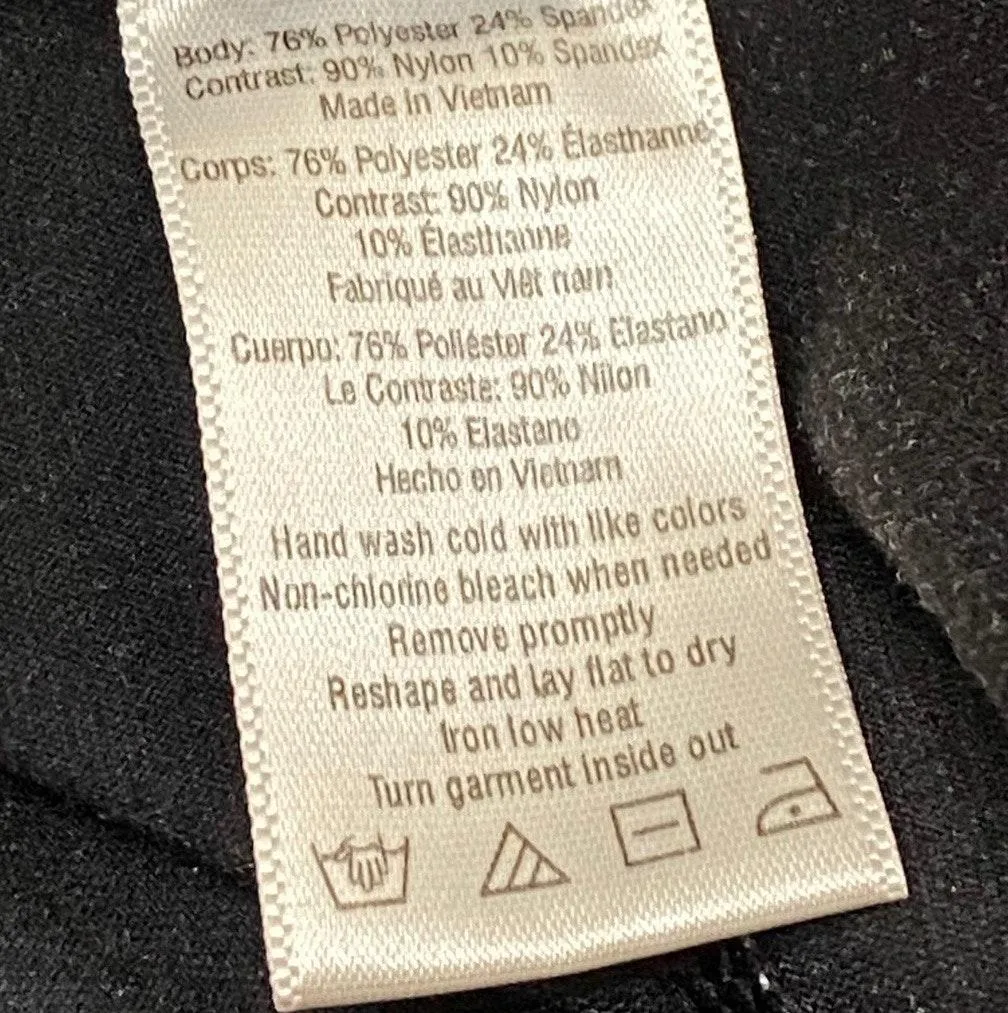 Body: 76% Polyester 24% Spandex
Contrast: 90% Nylon 10% Spandex
Made in Vietnam
Corps: 76% Polyester 24% Élasthanne
Contrast: 90% Nylon
10% Élasthanne
Fabriqué au Viêt nam
Cuerpo: 76% Poliéster 24% Elastano
Le Contraste: 90% Nilon
10% Elastano
Hecho en Vietnam
Hand wash cold with like colors
Non-chlorine bleach when needed
Remove promptly
Reshape and lay flat to dry
Iron low heat
Turn garment inside out